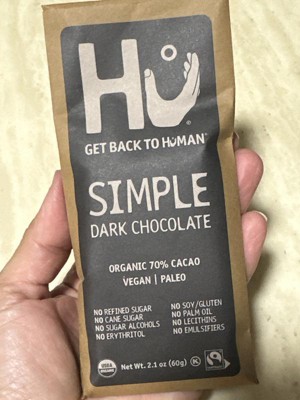 Hu
GET BACK TO HUMAN
SIMPLE
DARK CHOCOLATE
ORGANIC 70% CACAO
VEGAN | PALEO
NO REFINED SUGAR
NO CANE SUGAR
NO SUGAR ALCOHOLS
NO ERYTHRITOL
NO SOY/GLUTEN
NO PALM OIL
NO LECITHINS
NO EMULSIFIERS
USDA ORGANIC
Net Wt. 2.1 oz (60g)
K